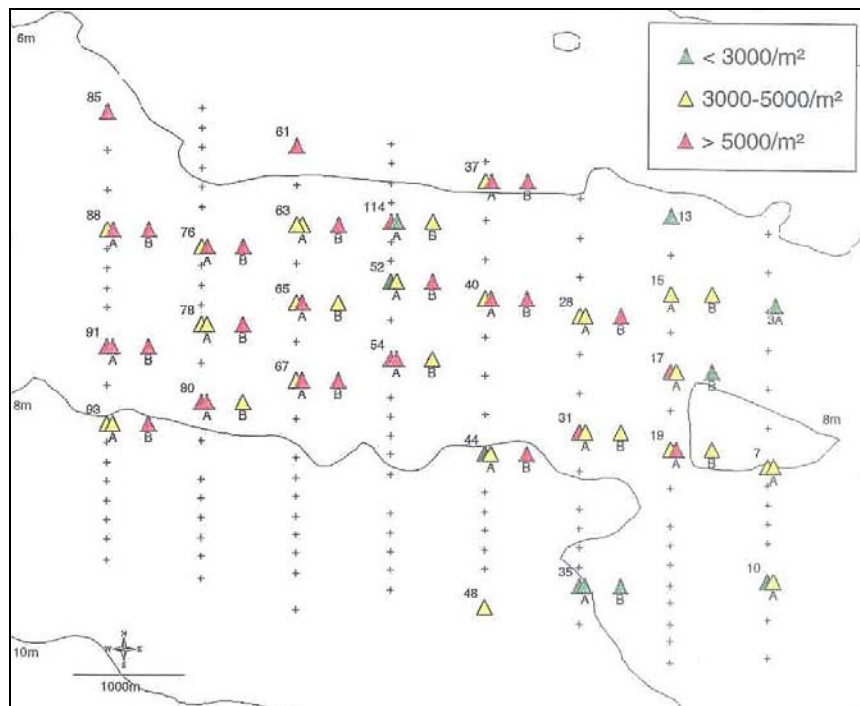 6m
< 3000/m²
3000-5000/m²
> 5000/m²
85
61
37
A B
88
A B
76
A B
63
A B
114
A B
13
52
A B
65
A B
40
A B
15
B
3A
78
A B
28
A B
91
A B
54
A B
17
A B
67
A B
80
A B
8m
93
A B
31
A B
8m
44
A B
19
A B
7
A
35
A B
10
A
48
N
W E
S
10m
1000m